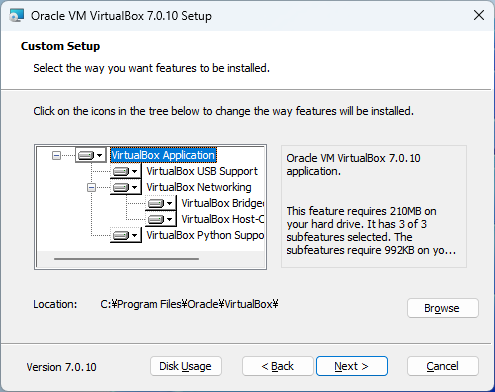 Oracle VM VirtualBox 7.0.10 Setup
Custom Setup
Select the way you want features to be installed.
Click on the icons in the tree below to change the way features will be installed.
VirtualBox Application
VirtualBox USB Support
VirtualBox Networking
VirtualBox Bridge
VirtualBox Host-C
VirtualBox Python Suppo
Oracle VM VirtualBox 7.0.10
application.
This feature requires 210MB on
your hard drive. It has 3 of 3
subfeatures selected. The
subfeatures require 992KB on yo...
Location: C:¥Program Files¥Oracle¥VirtualBox¥
Browse
Version 7.0.10
Disk Usage
< Back
Next >
Cancel